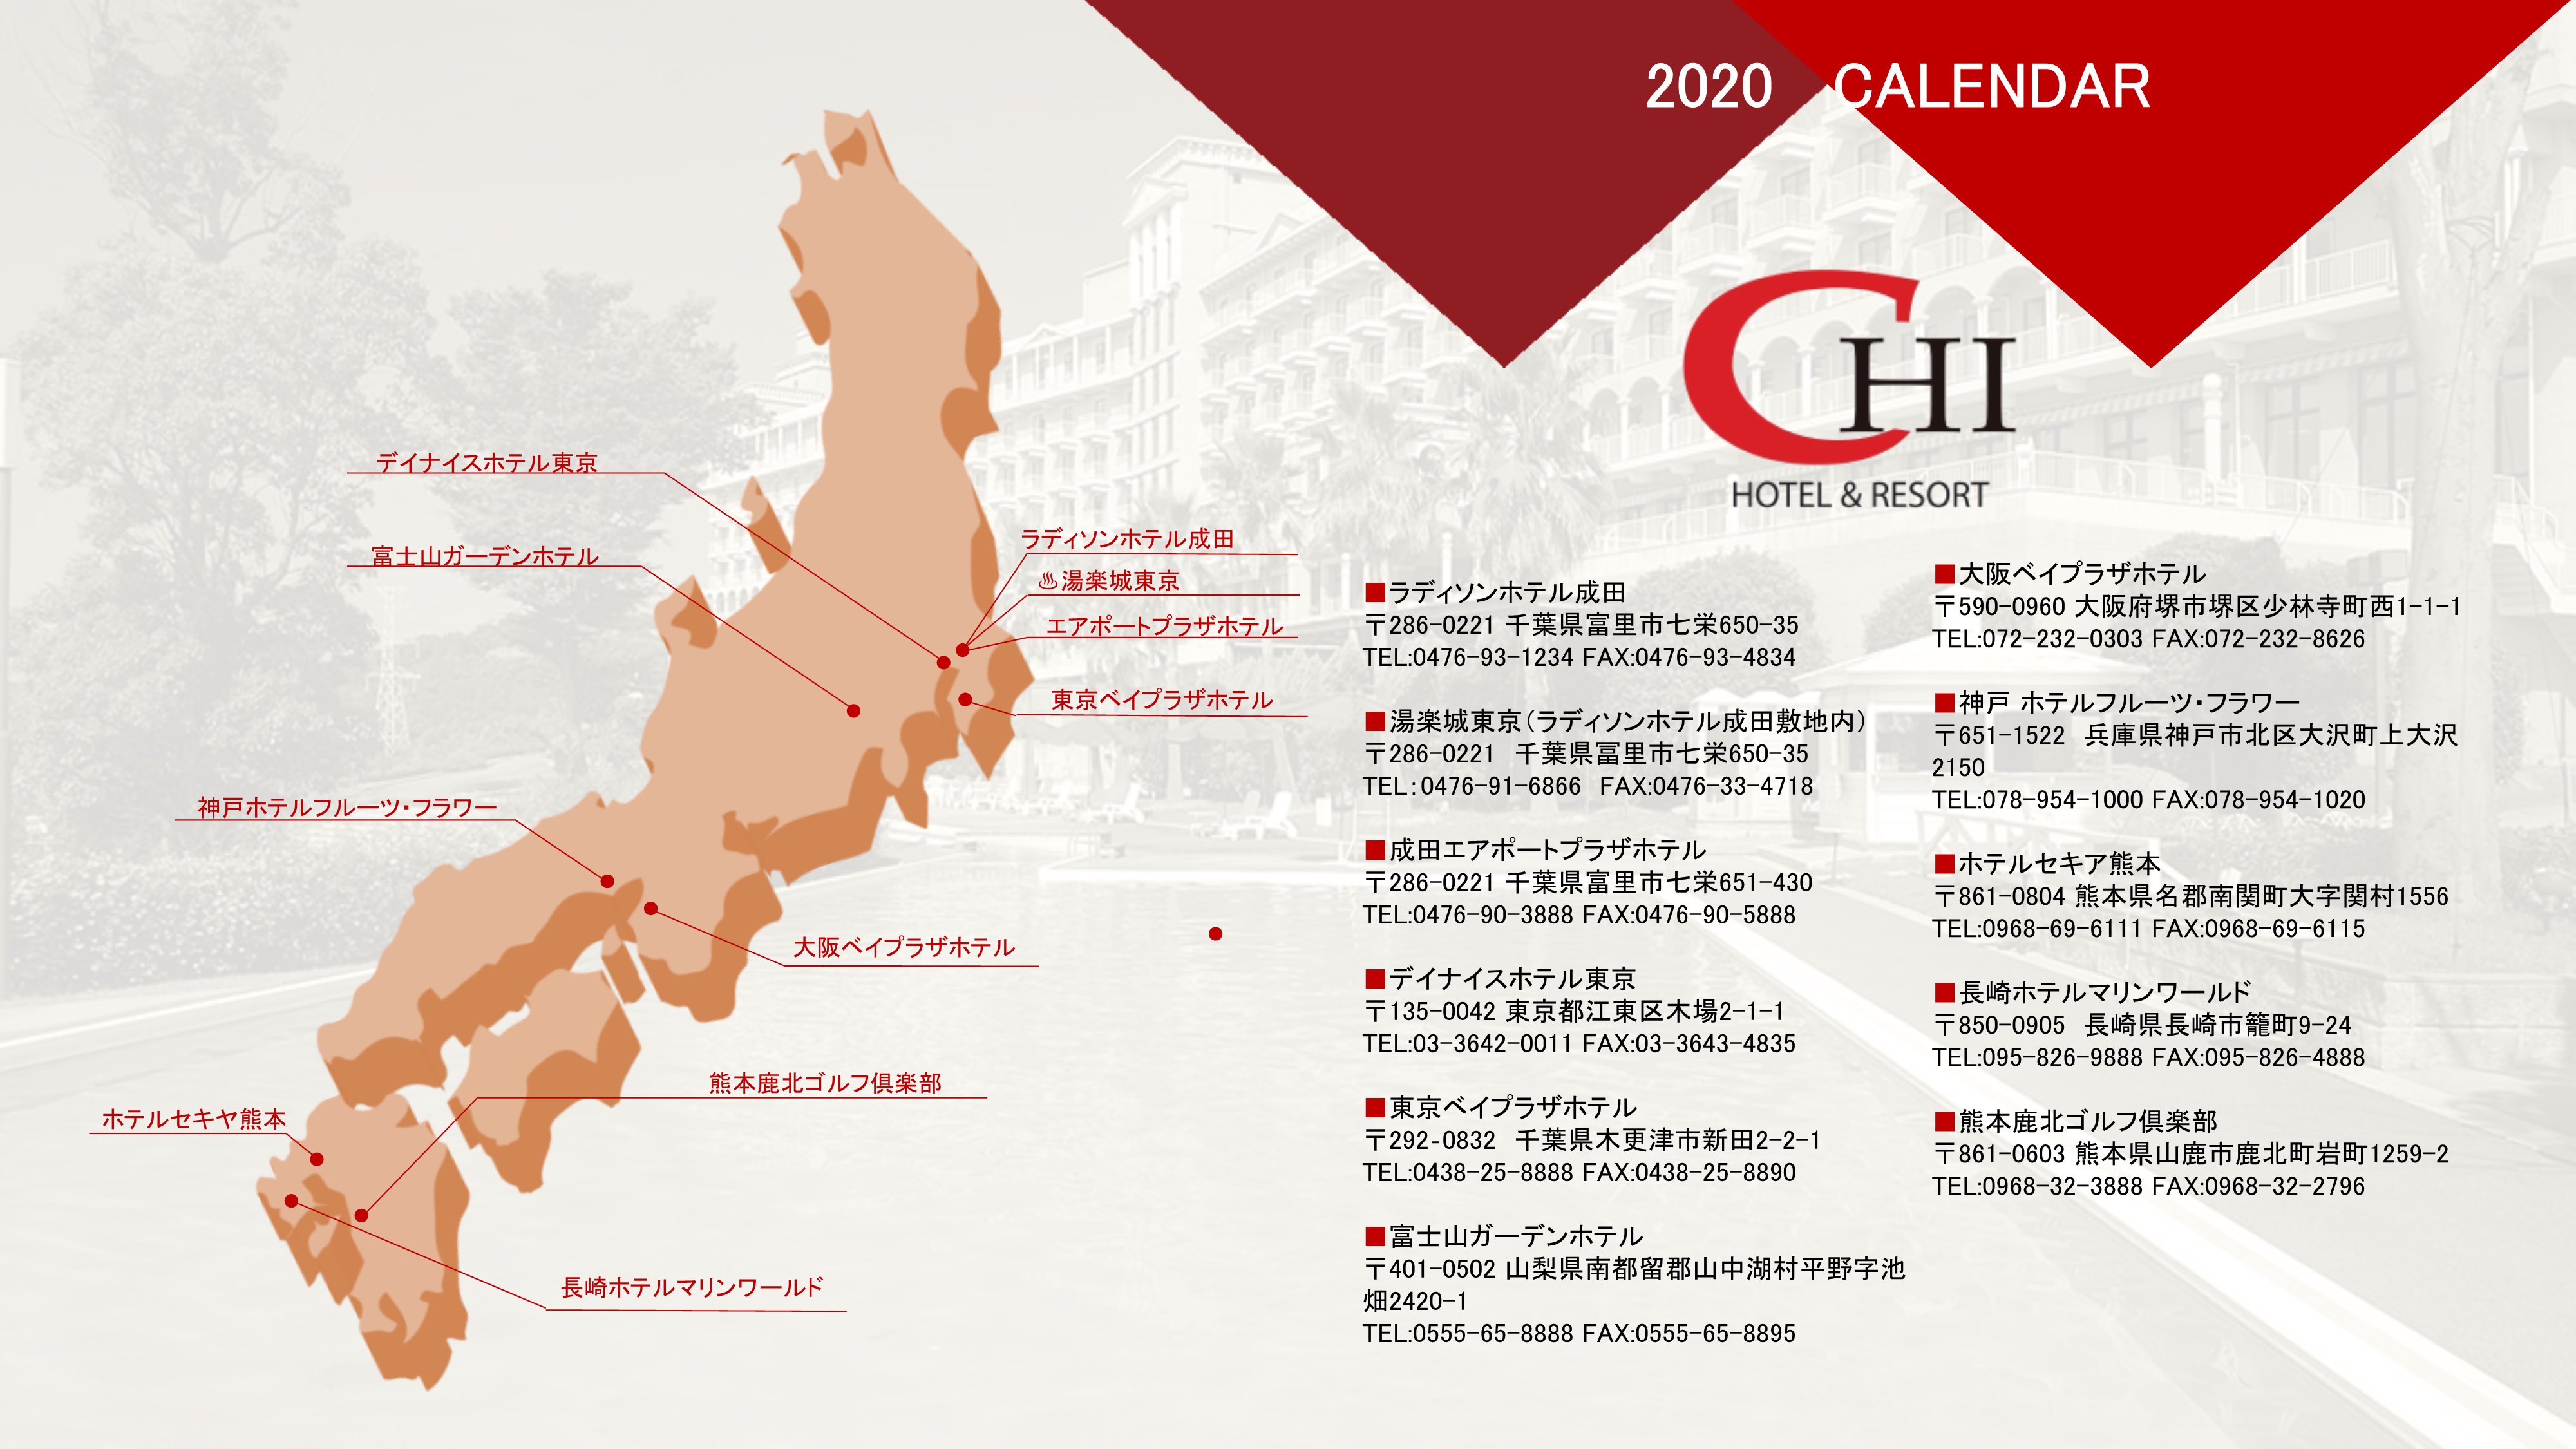 2020　CALENDAR
CHI
HOTEL & RESORT
デイナイスホテル東京
富士山ガーデンホテル
ラディソンホテル成田
♨湯楽城東京
エアポートプラザホテル
東京ベイプラザホテル
神戸ホテルフルーツ・フラワー
大阪ベイプラザホテル
熊本鹿北ゴルフ倶楽部
ホテルセキヤ熊本
長崎ホテルマリンワールド
■ラディソンホテル成田
〒286-0221 千葉県富里市七栄650-35
TEL:0476-93-1234 FAX:0476-93-4834
■湯楽城東京（ラディソンホテル成田敷地内）
〒286-0221　千葉県冨里市七栄650-35
TEL：0476-91-6866　FAX:0476-33-4718
■成田エアポートプラザホテル
〒286-0221 千葉県富里市七栄651-430
TEL:0476-90-3888 FAX:0476-90-5888
■デイナイスホテル東京
〒135-0042 東京都江東区木場2-1-1
TEL:03-3642-0011 FAX:03-3643-4835
■東京ベイプラザホテル
〒292-0832　千葉県木更津市新田2-2-1
TEL:0438-25-8888 FAX:0438-25-8890
■富士山ガーデンホテル
〒401-0502 山梨県南都留郡山中湖村平野字池
畑2420-1
TEL:0555-65-8888 FAX:0555-65-8895
■大阪ベイプラザホテル
〒590-0960 大阪府堺市堺区少林寺町西1-1-1
TEL:072-232-0303 FAX:072-232-8626
■神戸 ホテルフルーツ・フラワー
〒651-1522　兵庫県神戸市北区大沢町上大沢
2150
TEL:078-954-1000 FAX:078-954-1020
■ホテルセキア熊本
〒861-0804 熊本県名郡南関町大字関村1556
TEL:0968-69-6111 FAX:0968-69-6115
■長崎ホテルマリンワールド
〒850-0905　長崎県長崎市籠町9-24
TEL:095-826-9888 FAX:095-826-4888
■熊本鹿北ゴルフ倶楽部
〒861-0603 熊本県山鹿市鹿北町岩町1259-2
TEL:0968-32-3888 FAX:0968-32-2796